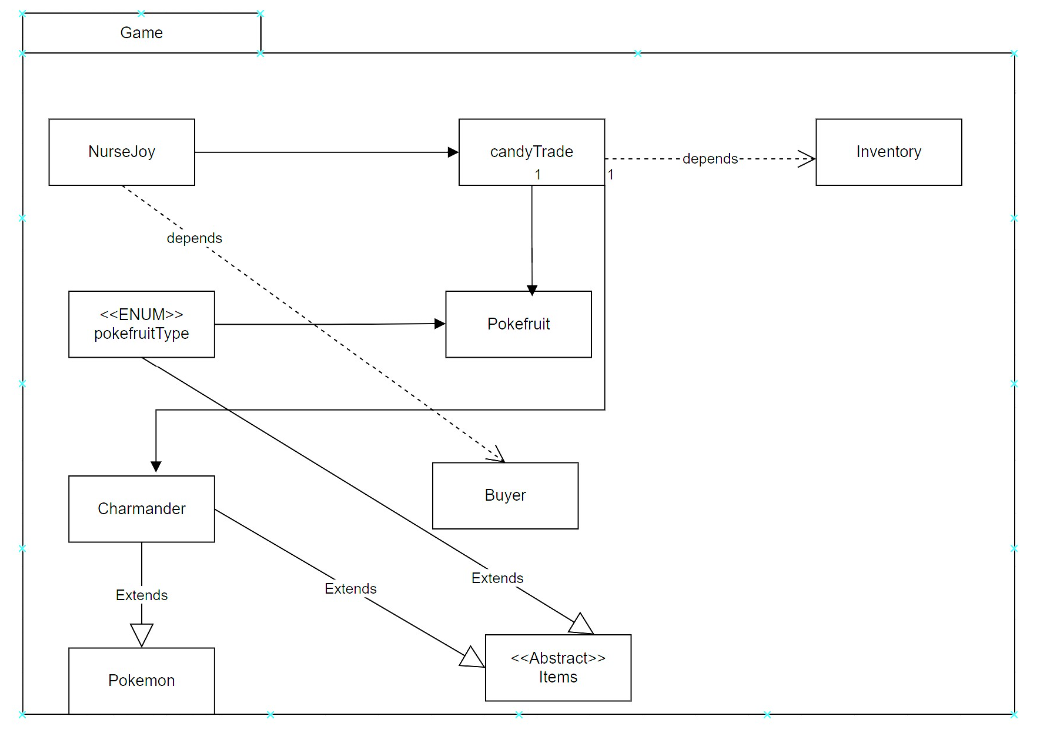 Game
NurseJoy
candyTrade
depends
Inventory
1
1
depends
<<ENUM>>
pokefruitType
Pokefruit
Charmander
Buyer
Extends
Extends
Extends
<<Abstract>>
Items
Pokemon